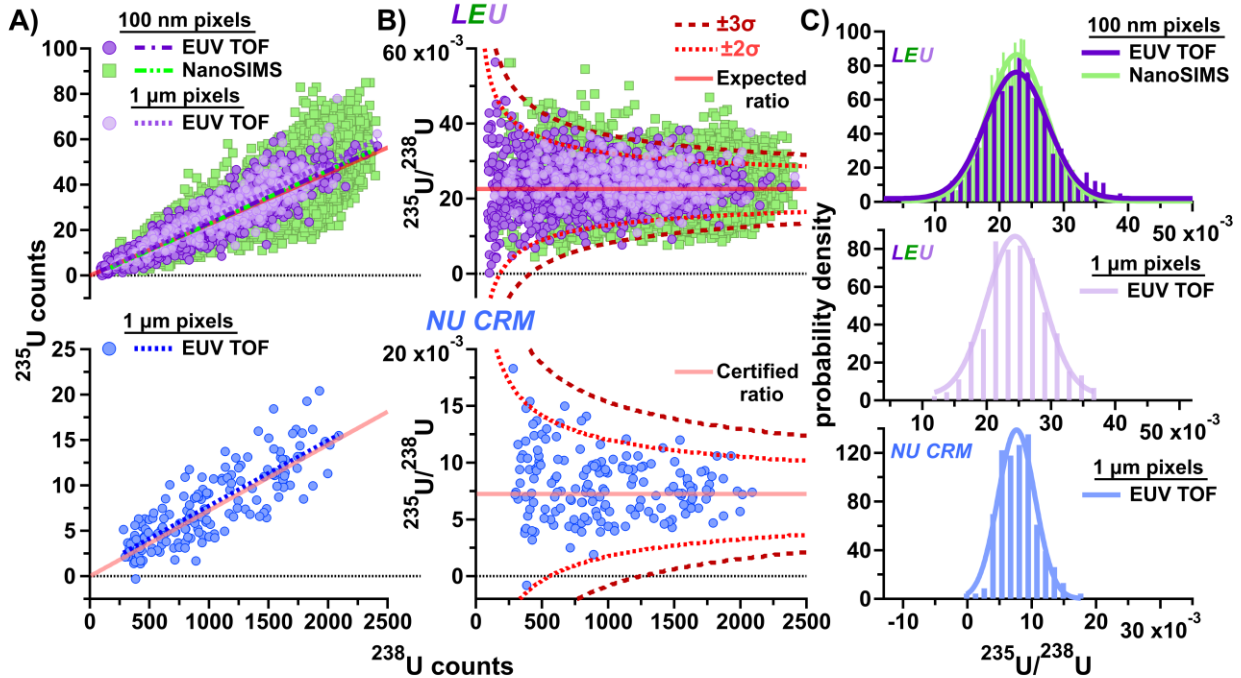 A)
100 nm pixels
EUV TOF
NanoSIMS
1 µm pixels
EUV TOF
100
80
60
40
20
0
²³⁵U counts
1 µm pixels
EUV TOF
25
20
15
10
5
0
0 500 1000 1500 2000 2500
²³⁸U counts
B)
LEU
±3σ
±2σ
Expected
ratio
60 x10⁻³
40
20
0
²³⁵U/²³⁸U
NU CRM
Certified
ratio
20 x10⁻³
15
10
5
0
²³⁵U/²³⁸U
0 500 1000 1500 2000 2500
C)
LEU
100 nm pixels
EUV TOF
NanoSIMS
100
80
60
40
20
0
10 20 30 40
50 x10⁻³
LEU
1 µm pixels
EUV TOF
80
60
40
20
0
10 20 30 40
50 x10⁻³
probability density
NU CRM
1 µm pixels
EUV TOF
120
80
40
0
-10 0 10 20
30 x10⁻³
²³⁵U/²³⁸U